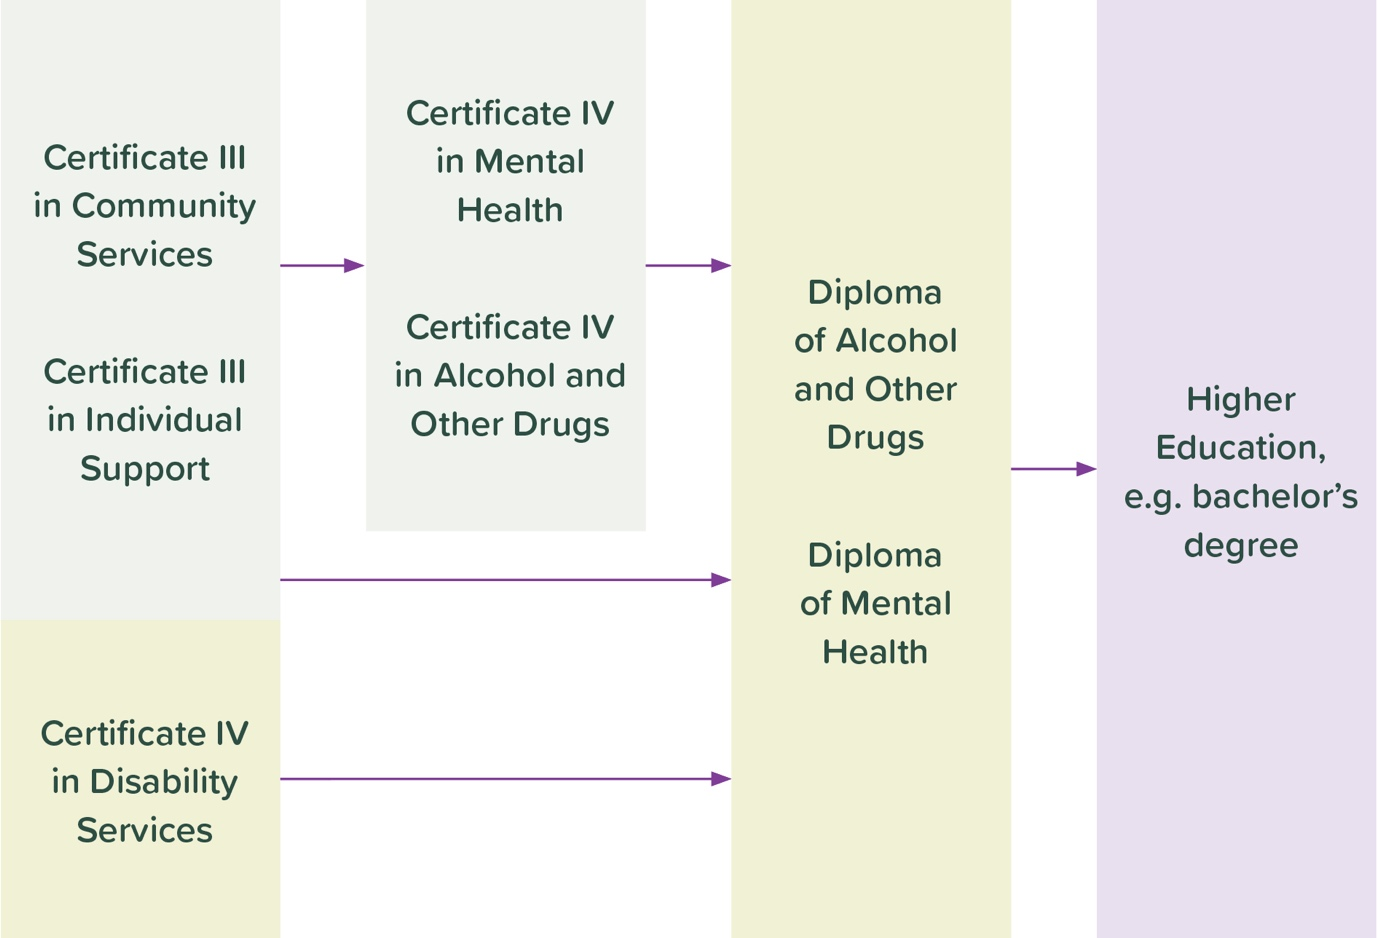 Certificate III
in Community
Services
Certificate III
in Individual
Support
Certificate IV
in Disability
Services
Certificate IV
in Mental
Health
Certificate IV
in Alcohol and
Other Drugs
Diploma
of Alcohol
and Other
Drugs
Diploma
of Mental
Health
Higher
Education,
e.g. bachelor’s
degree